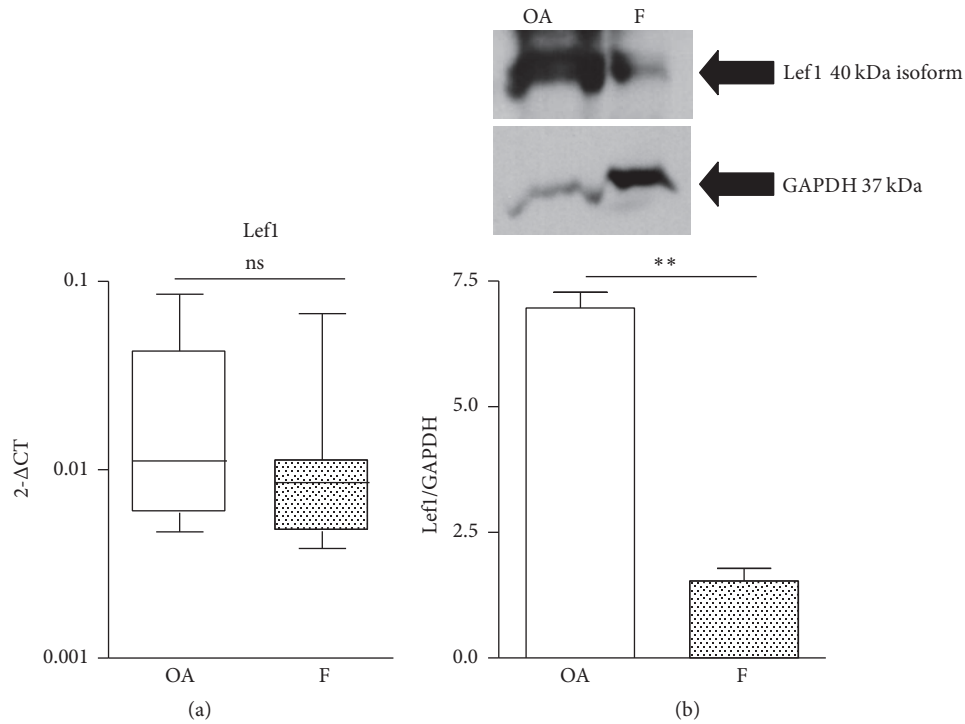 OA F
Lef1 40 kDa isoform
GAPDH 37 kDa
Lef1
ns
0.1
0.01
0.001
2-ΔCT
OA F
(a)
**
7.5
5.0
2.5
0.0
Lef1/GAPDH
OA F
(b)